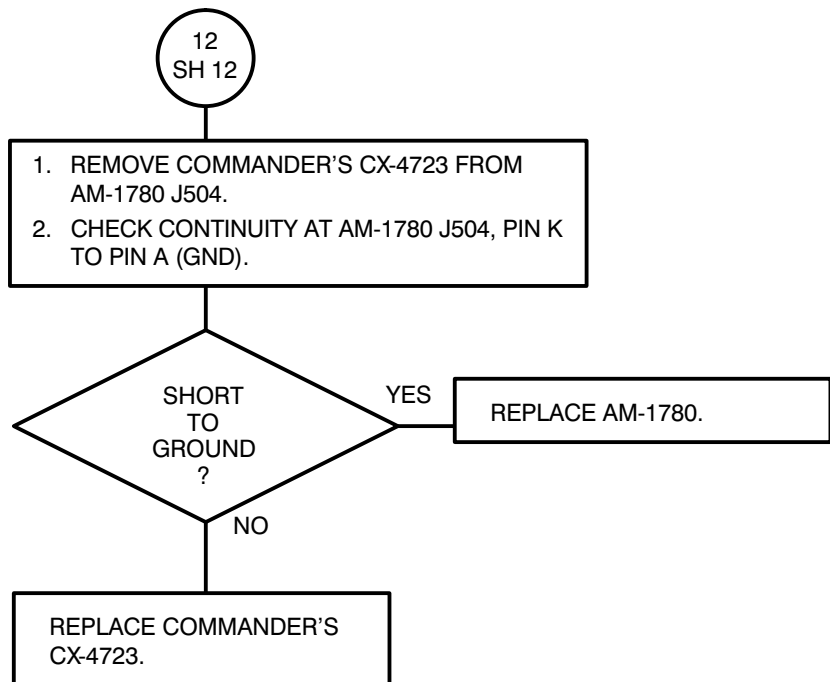 12
SH 12
1. REMOVE COMMANDER'S CX-4723 FROM
AM-1780 J504.
2. CHECK CONTINUITY AT AM-1780 J504, PIN K
TO PIN A (GND).
SHORT
TO
GROUND
?
YES
REPLACE AM-1780.
NO
REPLACE COMMANDER'S
CX-4723.